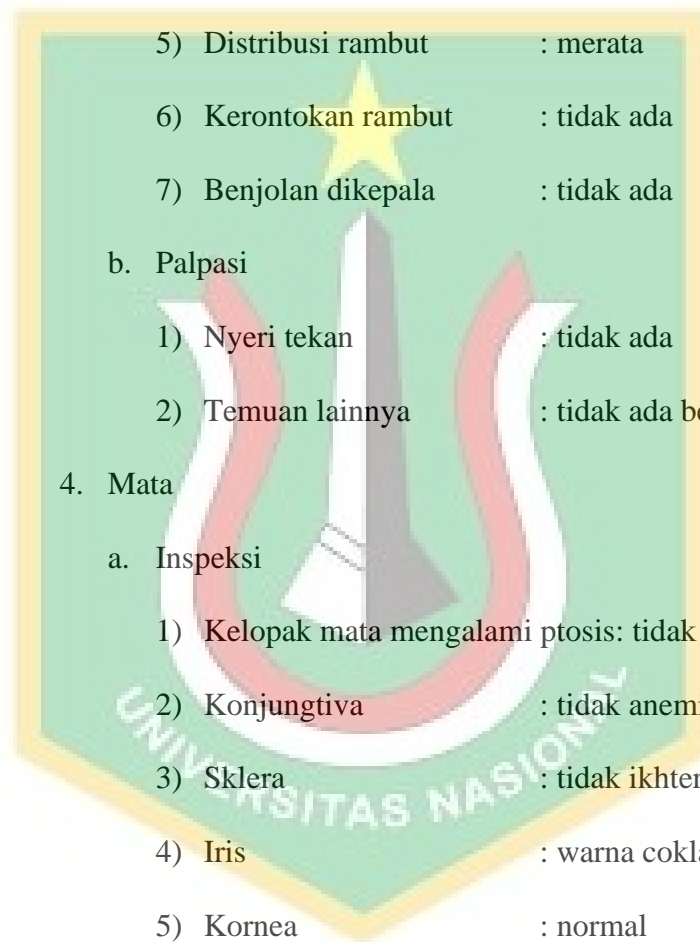 5) Distribusi rambut : merata
6) Kerontokan rambut : tidak ada
7) Benjolan dikepala : tidak ada
b. Palpasi
1) Nyeri tekan : tidak ada
2) Temuan lainnya : tidak ada
4. Mata
a. Inspeksi
1) Kelopak mata mengalami ptosis: tidak
2) Konjungtiva : tidak
3) Sklera : tidak
4) Iris : warna
5) Kornea : normal
UNIVERSITAS NASIONAL